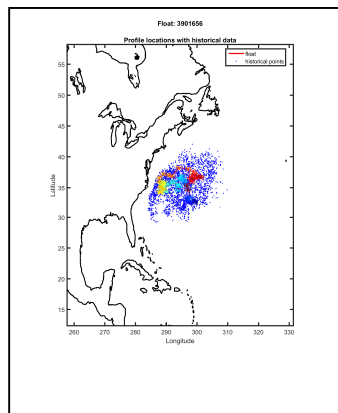 Float: 3901656
Profile locations with historical data
float
historical points
55
50
45
40
35
30
25
20
15
Latitude
260
270
280
290
300
310
320
330
Longitude